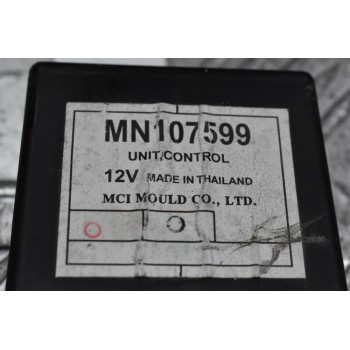 MN107599
UNIT/CONTROL
12V MADE IN THAILAND
MCI MOULD CO., LTD.